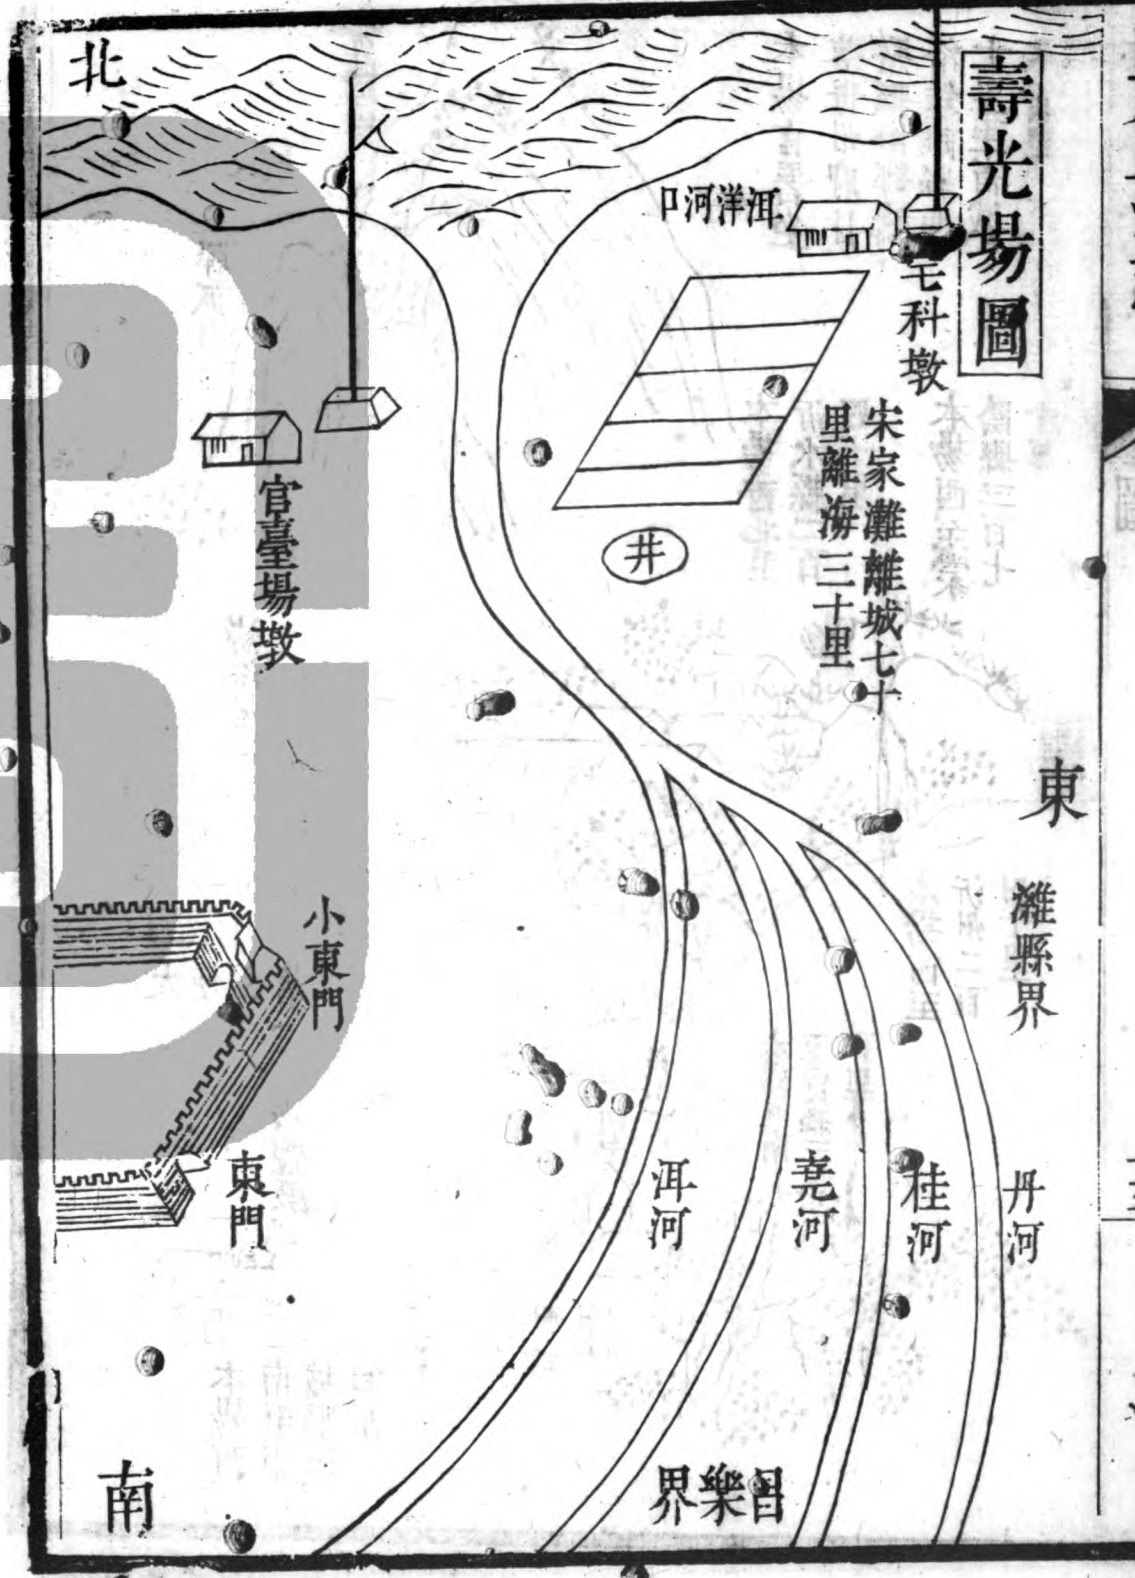 壽光場圖
北
洱洋河口
乇科墩
宋家灘離城七十
里離海三十里
井
官臺場墩
東
濰縣界
小東門
東門
洱河
堯河
桂河
丹河
昌樂界
南